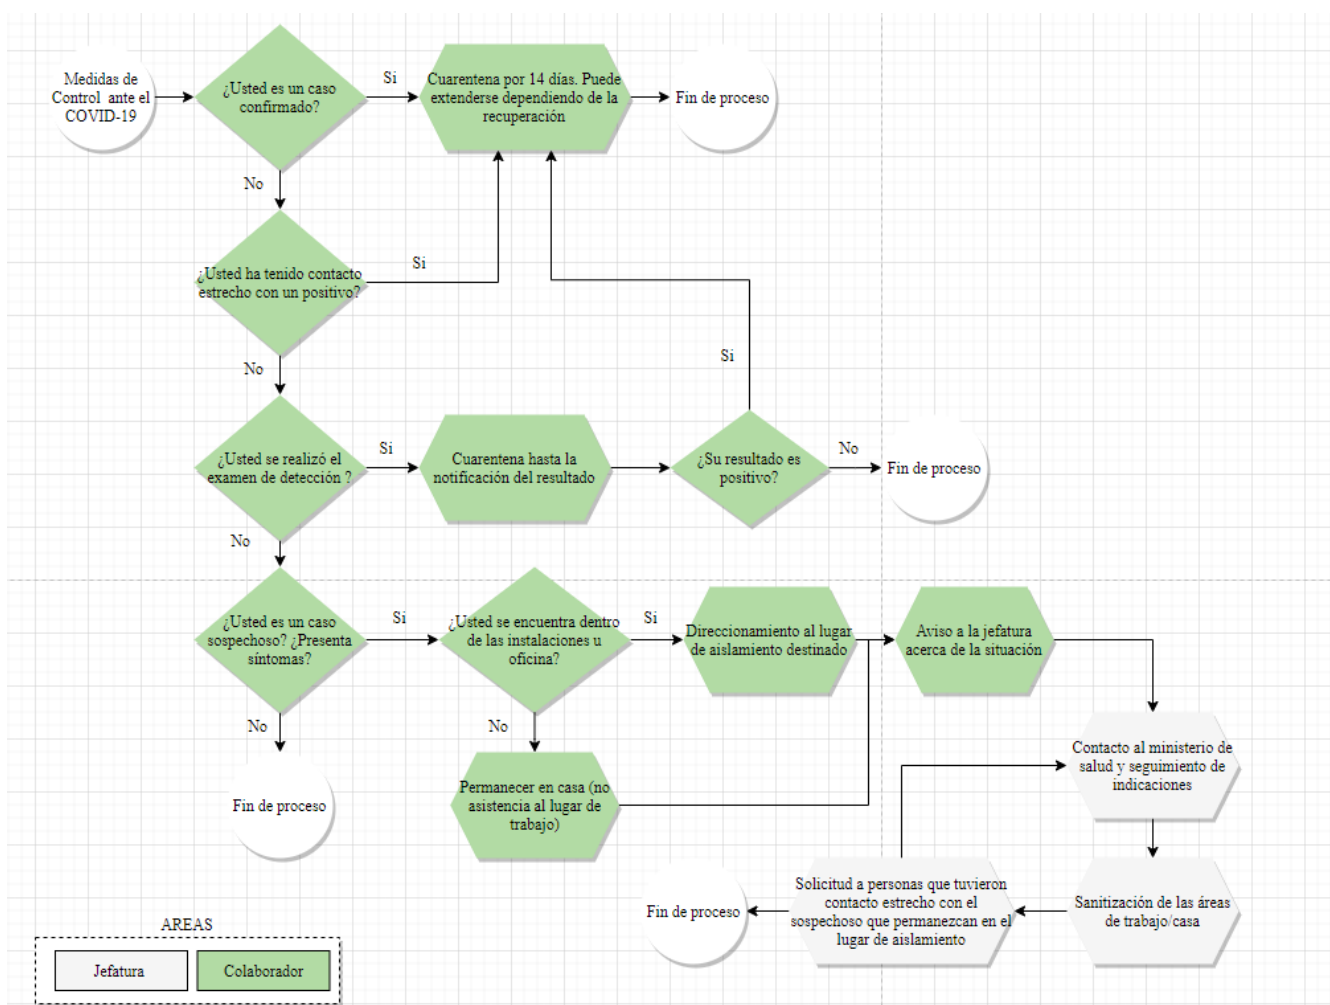 Medidas de
Control ante el
COVID-19
¿Usted es un caso
confirmado?
Si
Cuarentena por 14 días. Puede
extenderse dependiendo de la
recuperación
Fin de proceso
No
¿Usted ha tenido contacto
estrecho con un positivo?
Si
No
Si
¿Usted se realizó el
examen de detección ?
Si
Cuarentena hasta la
notificación del resultado
¿Su resultado es
positivo?
No
Fin de proceso
No
¿Usted es un caso
sospechoso? ¿Presenta
síntomas?
Si
¿Usted se encuentra dentro
de las instalaciones u
oficina?
Si
Direccionamiento al lugar
de aislamiento destinado
Aviso a la jefatura
acerca de la situación
No
No
Contacto al ministerio de
salud y seguimiento de
indicaciones
Fin de proceso
Permanecer en casa (no
asistencia al lugar de
trabajo)
Fin de proceso
Solicitud a personas que tuvieron
contacto estrecho con el
sospechoso que permanezcan en el
lugar de aislamiento
Sanitización de las áreas
de trabajo/casa
AREAS
Jefatura
Colaborador